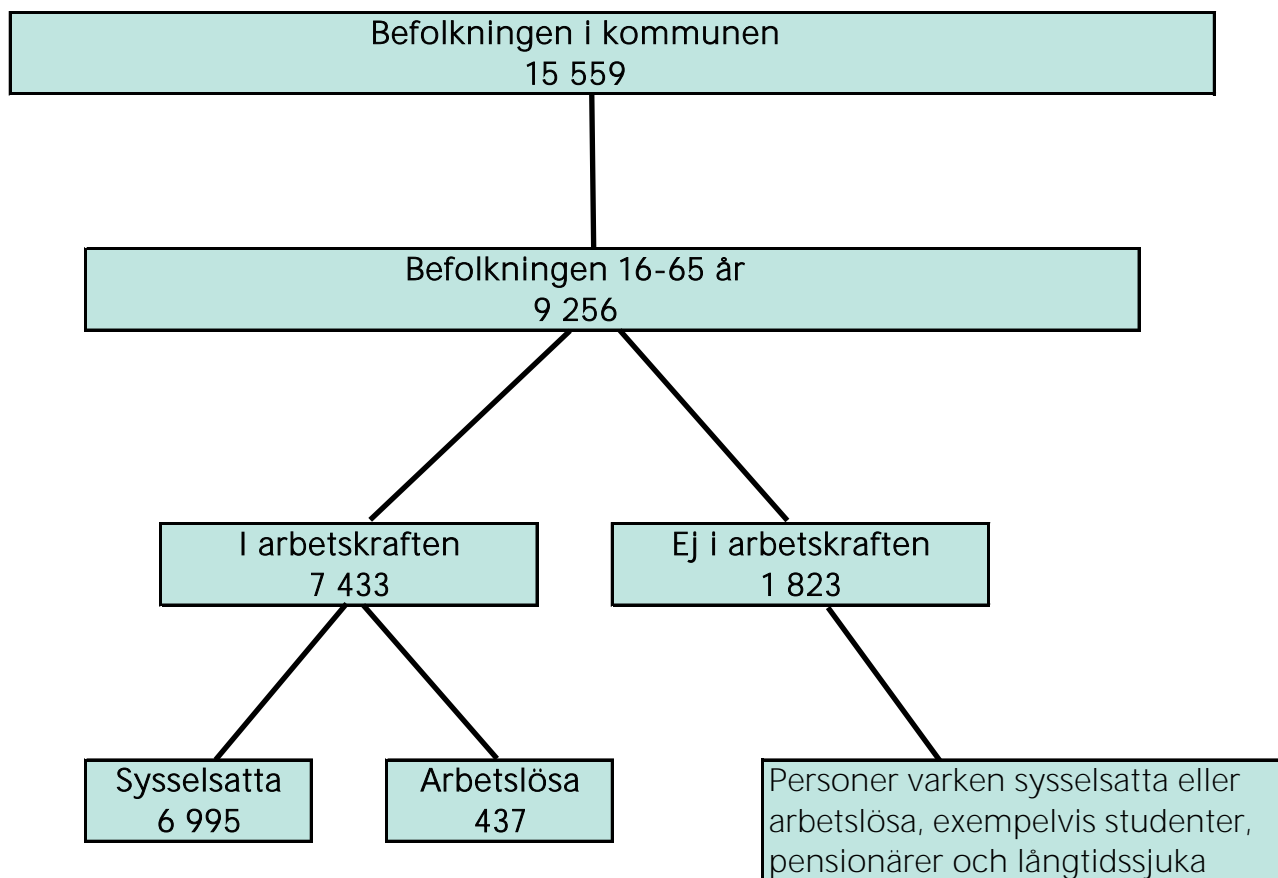 Befolkningen i kommunen
15 559
Befolkningen 16-65 år
9 256
I arbetskraften
7 433
Ej i arbetskraften
1 823
Sysselsatta
6 995
Arbetslösa
437
Personer varken sysselsatta eller
arbetslösa, exempelvis studenter,
pensionärer och långtidssjuka